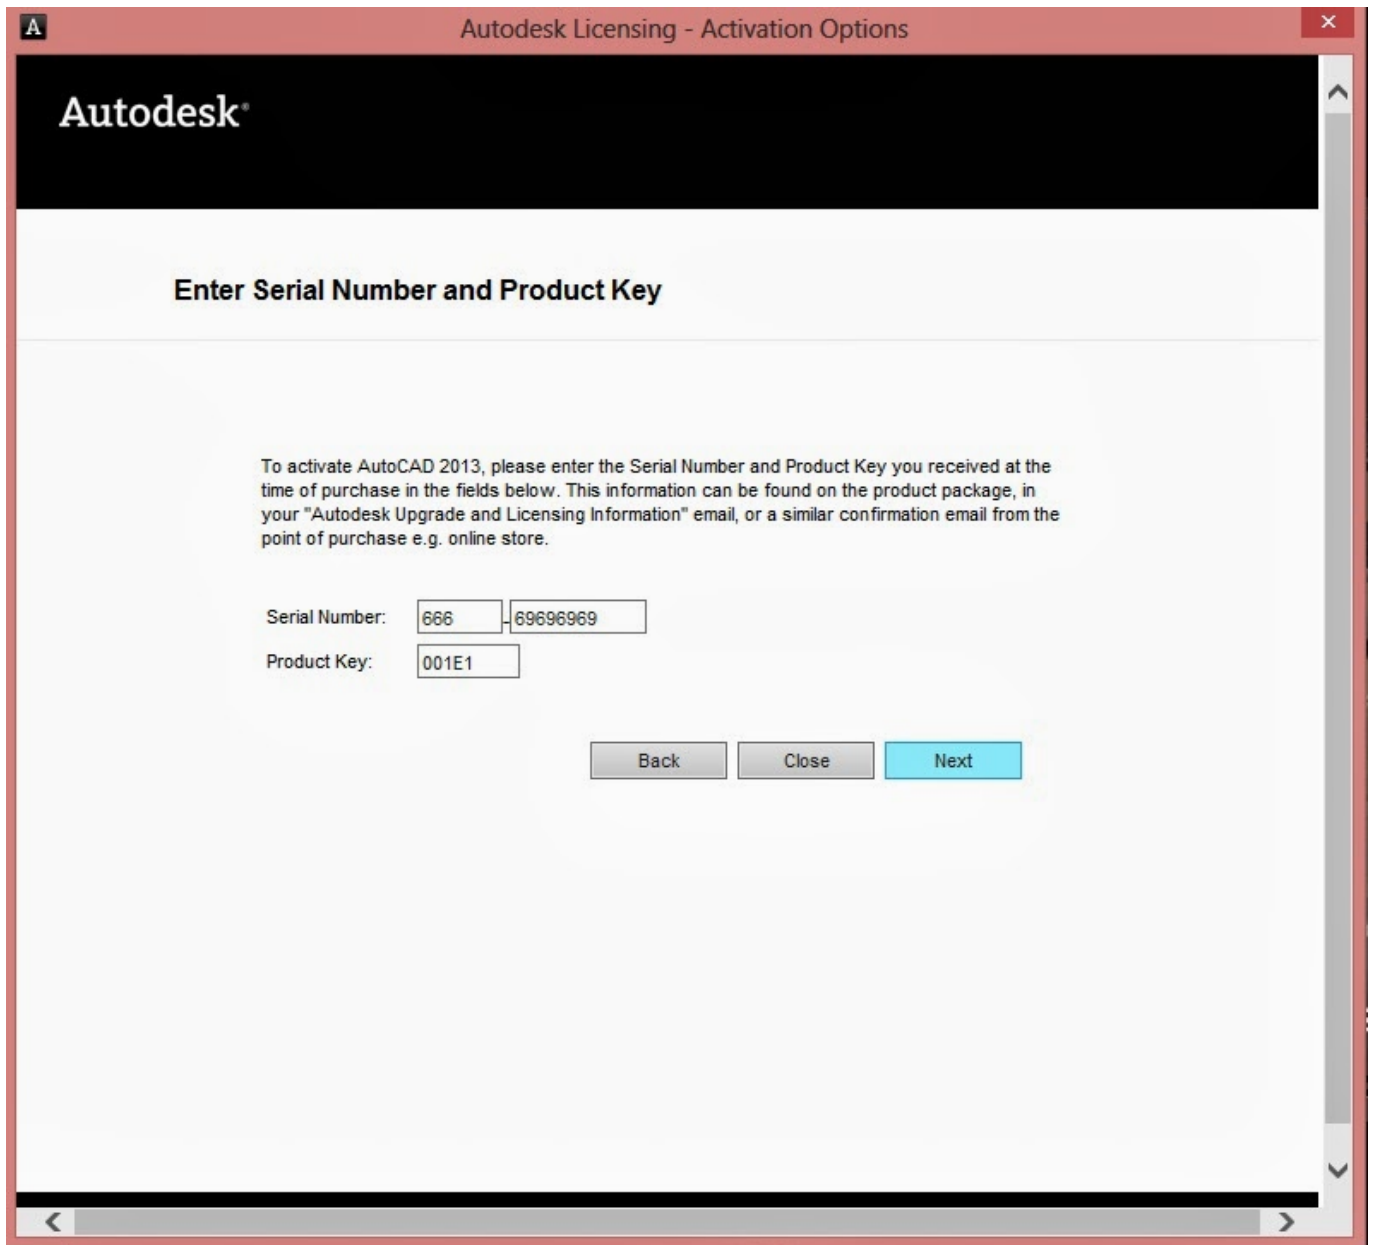 A
Autodesk Licensing - Activation Options
×
Autodesk®
Enter Serial Number and Product Key
To activate AutoCAD 2013, please enter the Serial Number and Product Key you received at the
time of purchase in the fields below. This information can be found on the product package, in
your "Autodesk Upgrade and Licensing Information" email, or a similar confirmation email from the
point of purchase e.g. online store.
Serial Number: 666 - 69696969
Product Key: 001E1
Back Close Next